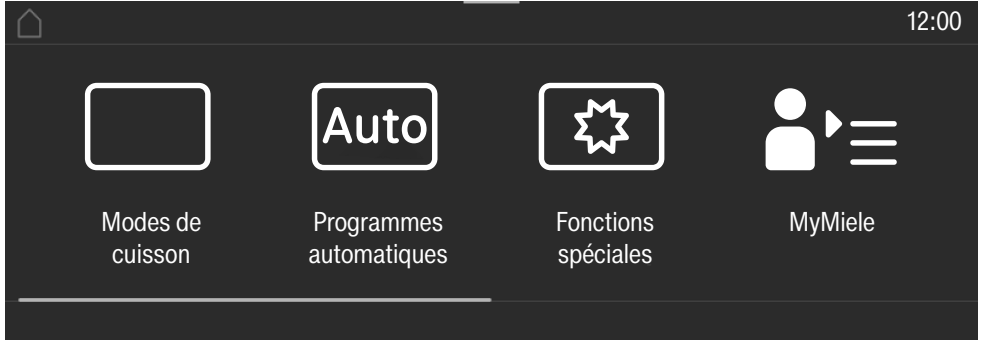 12:00
Auto
Modes de
cuisson
Programmes
automatiques
Fonctions
spéciales
MyMiele